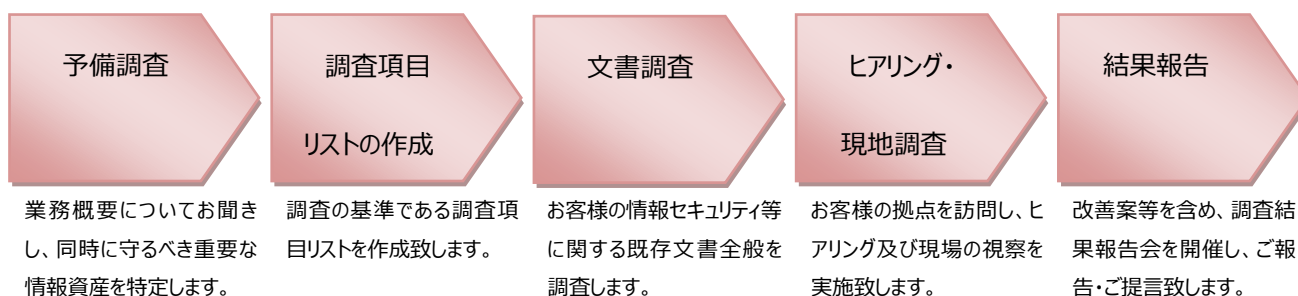 予備調査
調査項目
リストの作成
文書調査
ヒアリング・
現地調査
結果報告
業務概要についてお聞き
し、同時に守るべき重要な
情報資産を特定します。
調査の基準である調査項
目リストを作成致します。
お客様の情報セキュリティ等
に関する既存文書全般を
調査します。
お客様の拠点を訪問し、ヒ
アリング及び現場の視察を
実施致します。
改善案等を含め、調査結
果報告会を開催し、ご報
告・ご提言致します。